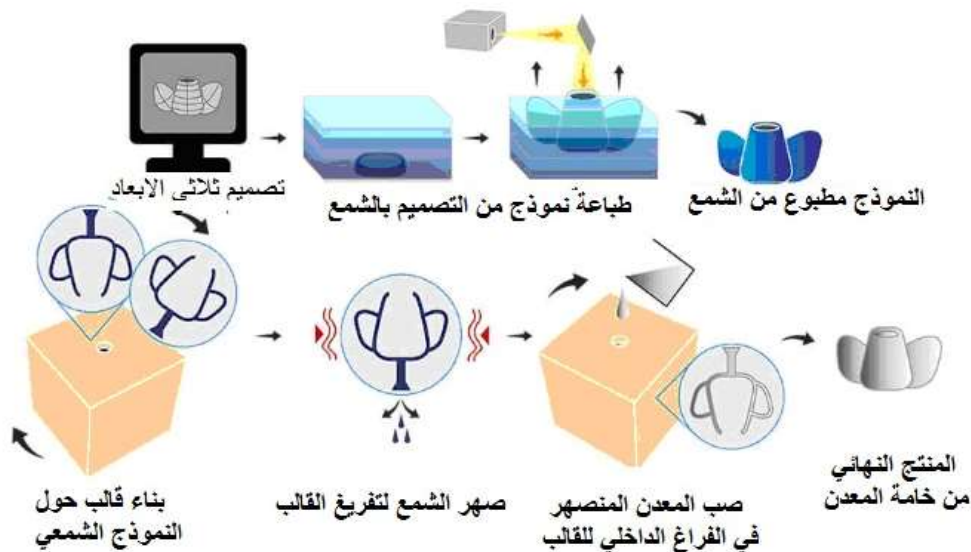 تصميم ثلاثى الابعاد
طباعة نموذج من التصميم بالشمع
النموذج مطبوع من الشمع
بناء قالب حول
النموذج الشمعي
صهر الشمع لتفريغ القالب
صب المعدن المنصهر
في الفراغ الداخلي للقالب
المنتج النهائي
من خامة المعدن